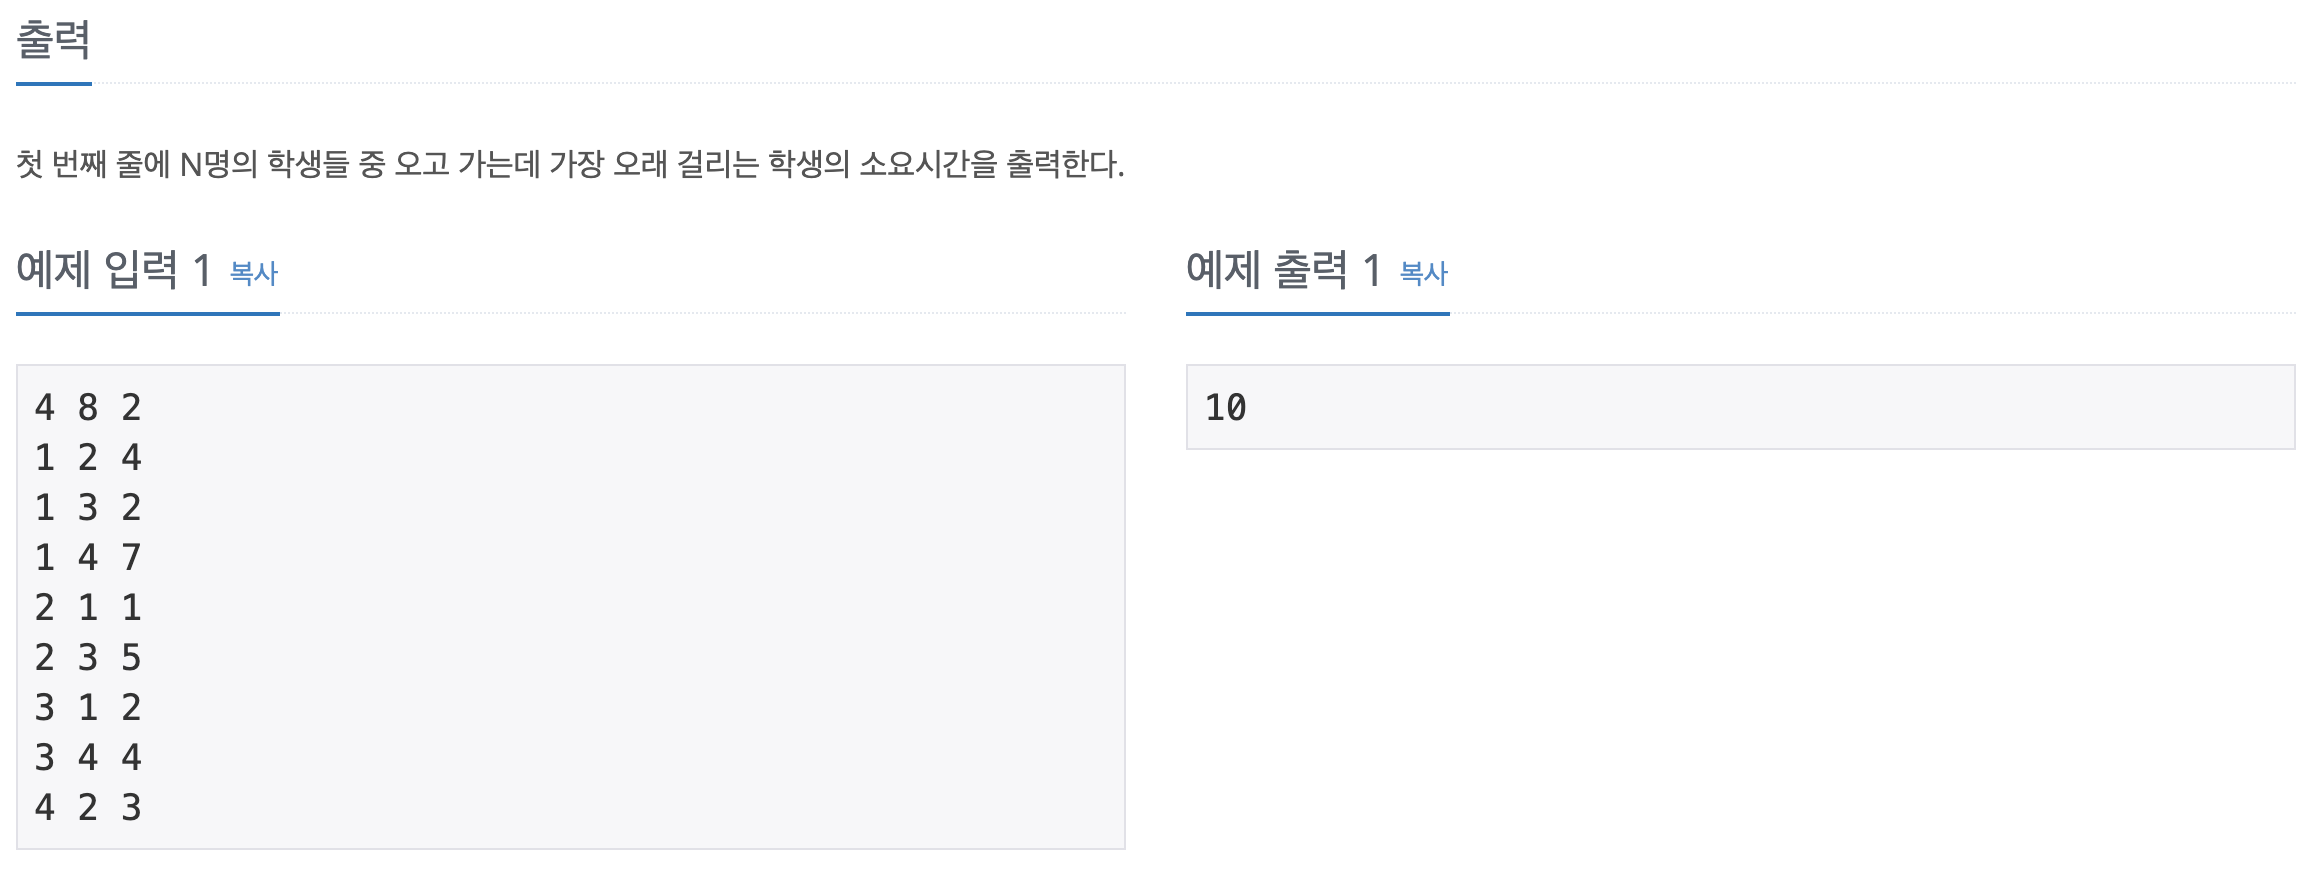 출력
첫 번째 줄에 N명의 학생들 중 오고 가는데 가장 오래 걸리는 학생의 소요시간을 출력한다.
예제 입력 1 복사
4 8 2
1 2 4
1 3 2
1 4 7
2 1 1
2 3 5
3 1 2
3 4 4
4 2 3
예제 출력 1 복사
10